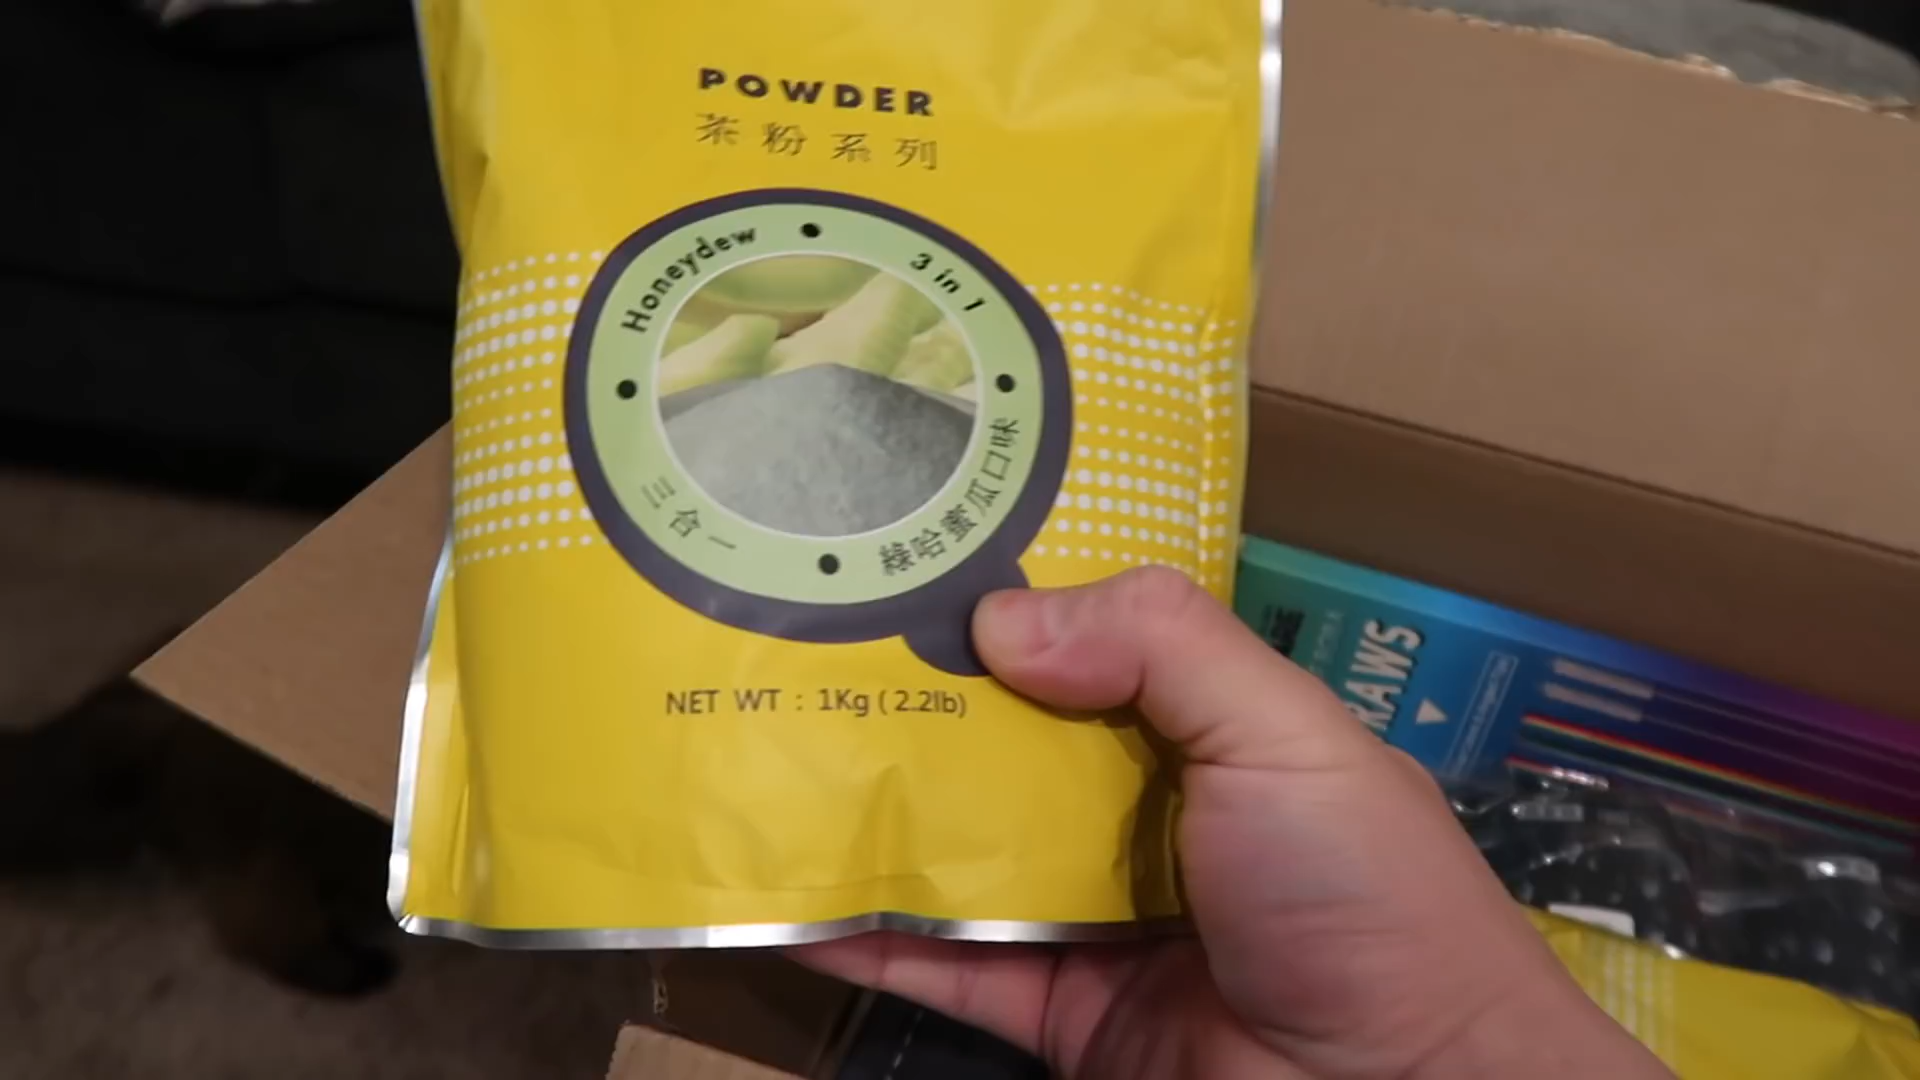 POWDER
茶粉系列
Honeydew
3 in 1
三合一
綠哈蜜瓜口味
NET WT : 1Kg ( 2.2lb)
RAWS